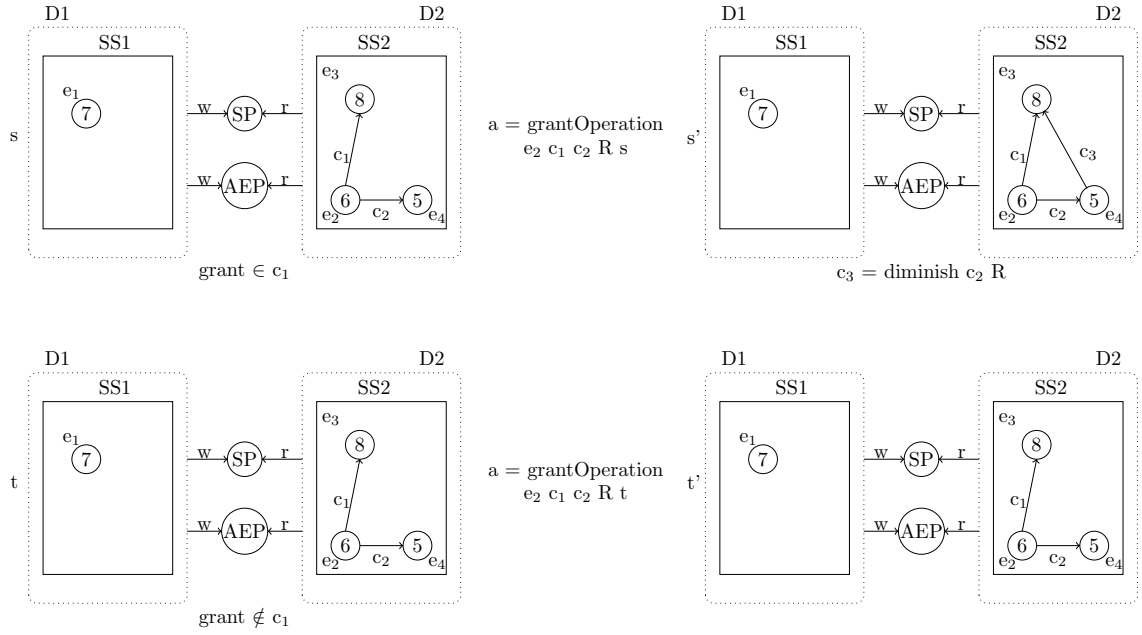 D1
D2
D1
D2
SS1
SS2
SS1
SS2
e₃
e₃
e₁
8
e₁
8
7
w
SP
r
7
w
SP
r
a = grantOperation
e₂ c₁ c₂ R s
s
s'
c₁
c₁
c₃
w
AEP
r
w
AEP
r
6
5
6
5
e₂
c₂
e₄
e₂
c₂
e₄
grant ∈ c₁
c₃ = diminish c₂ R
D1
D2
D1
D2
SS1
SS2
SS1
SS2
e₃
e₃
e₁
8
e₁
8
7
w
SP
r
7
w
SP
r
a = grantOperation
e₂ c₁ c₂ R t
t
t'
c₁
c₁
w
AEP
r
w
AEP
r
6
5
6
5
e₂
c₂
e₄
e₂
c₂
e₄
grant ∉ c₁